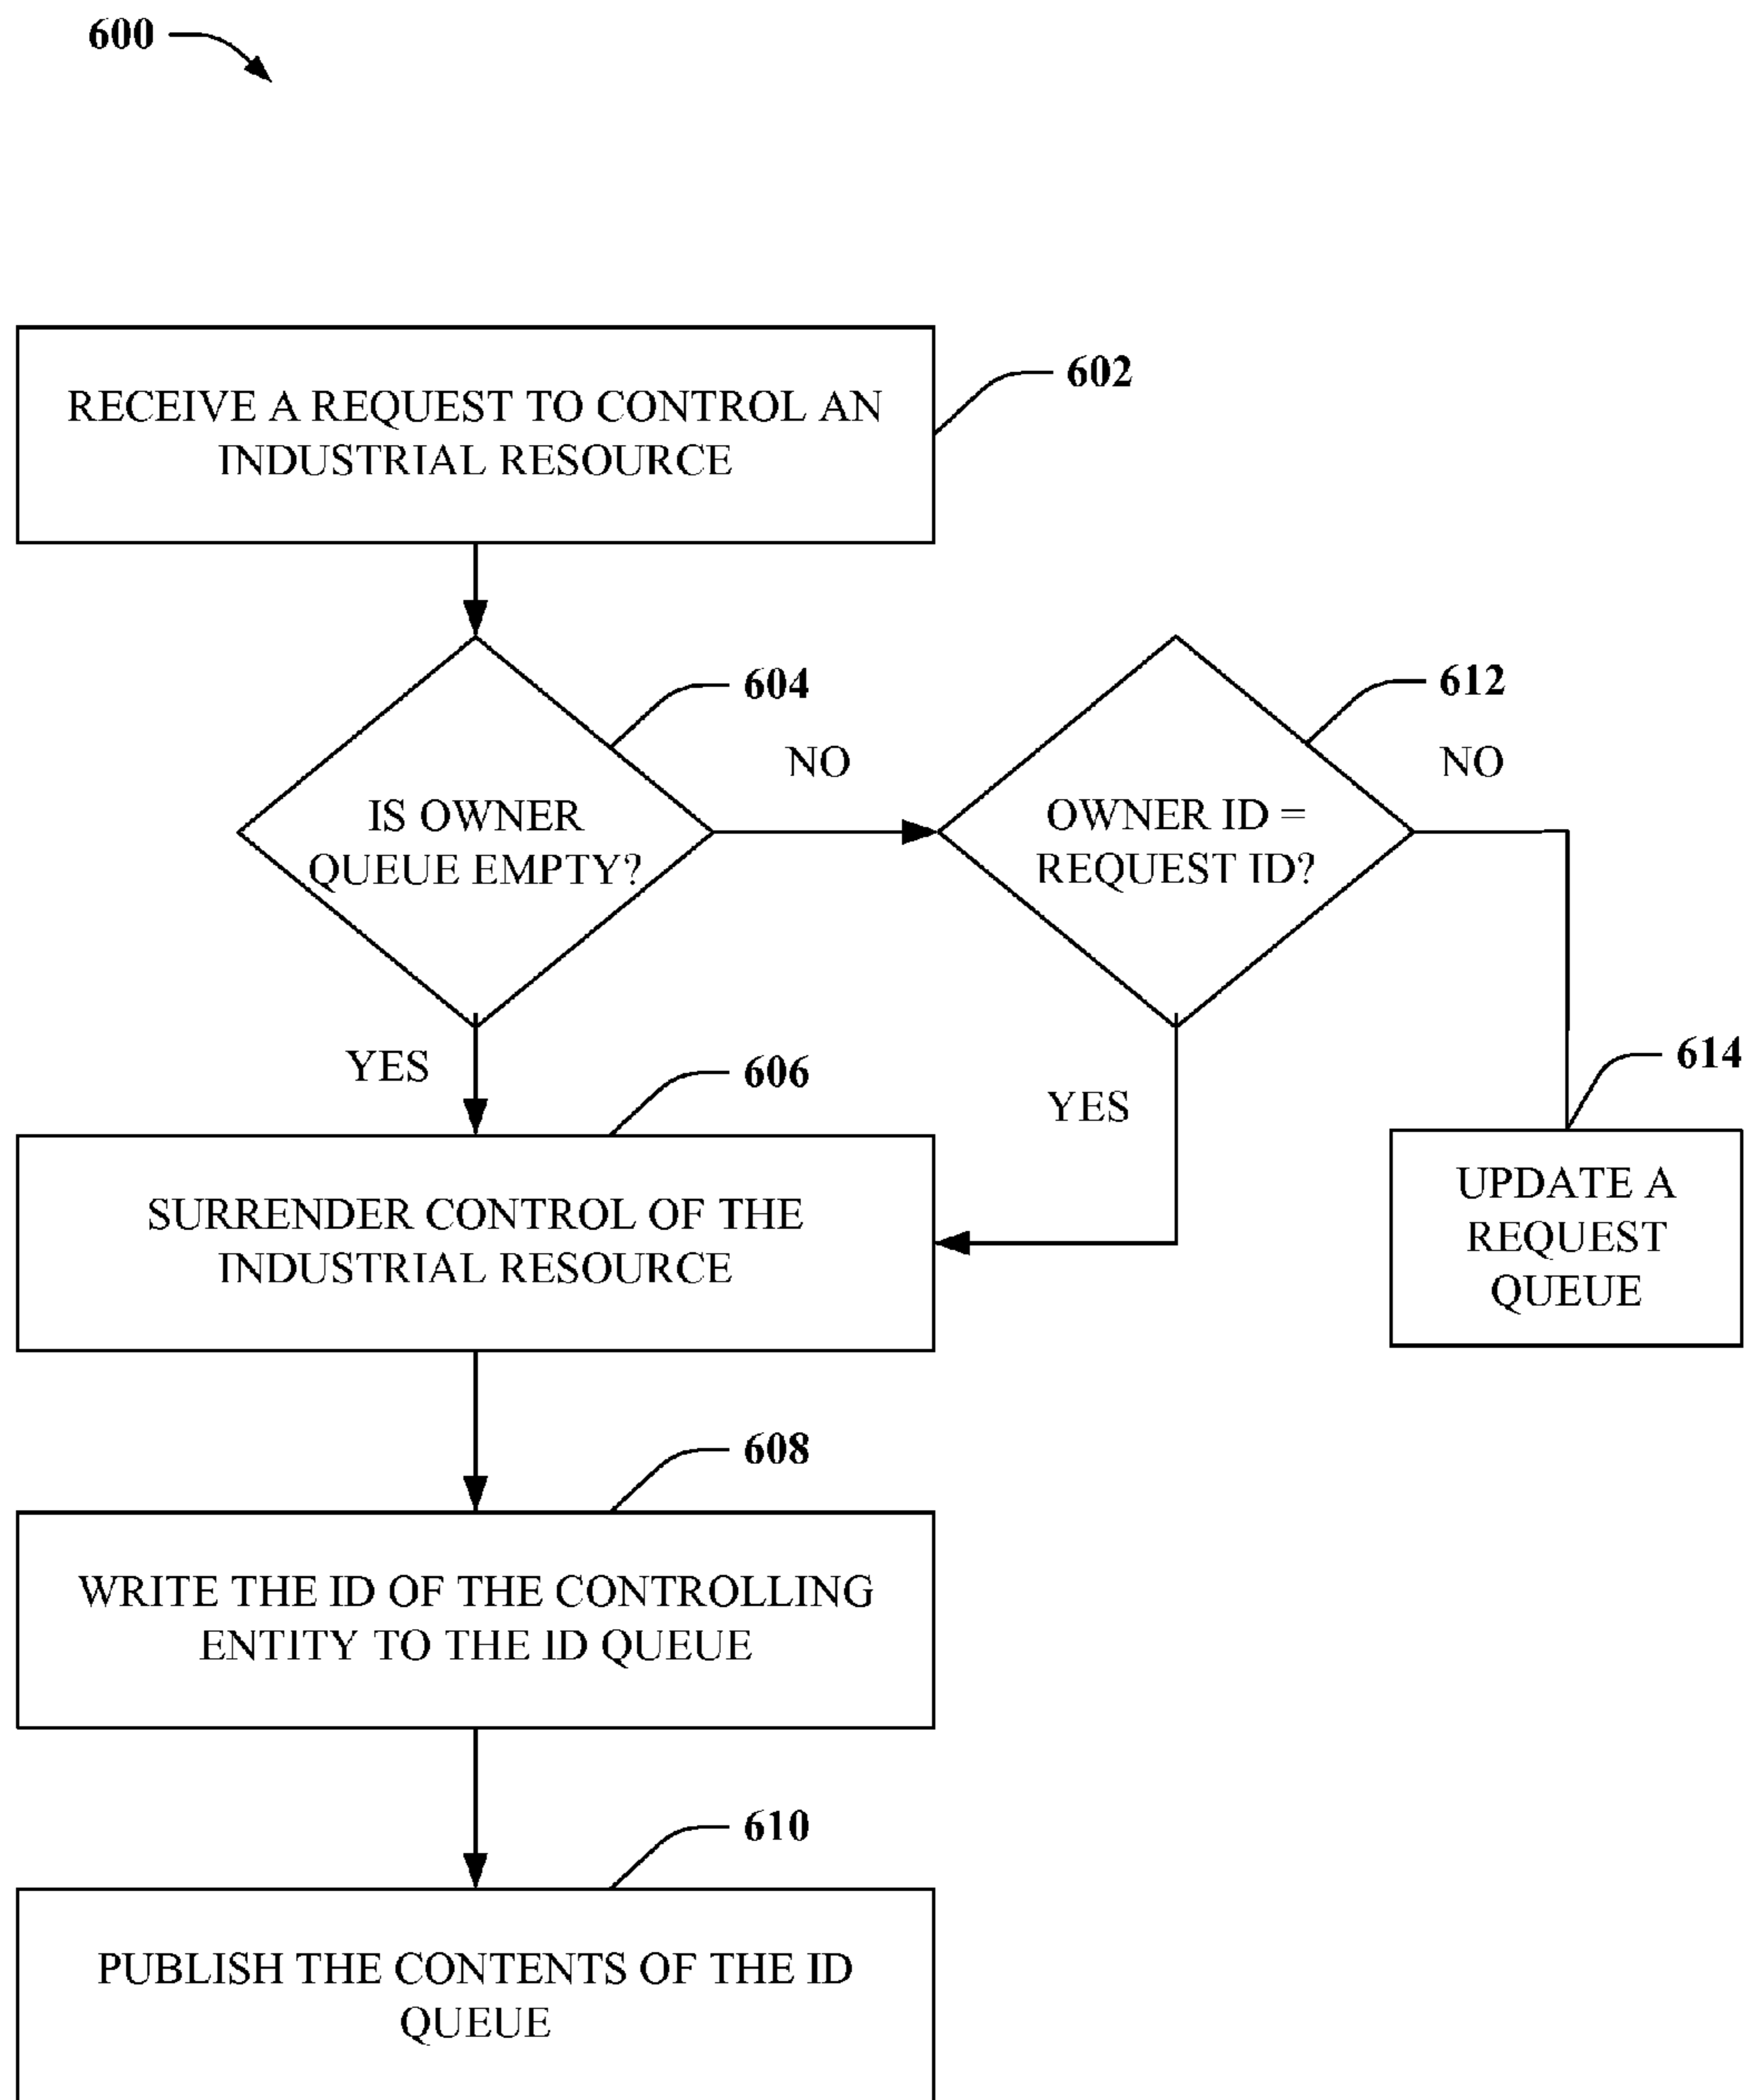 600
RECEIVE A REQUEST TO CONTROL AN
INDUSTRIAL RESOURCE
602
604
612
NO
NO
IS OWNER
QUEUE EMPTY?
OWNER ID =
REQUEST ID?
YES
606
YES
614
SURRENDER CONTROL OF THE
INDUSTRIAL RESOURCE
UPDATE A
REQUEST
QUEUE
608
WRITE THE ID OF THE CONTROLLING
ENTITY TO THE ID QUEUE
610
PUBLISH THE CONTENTS OF THE ID
QUEUE